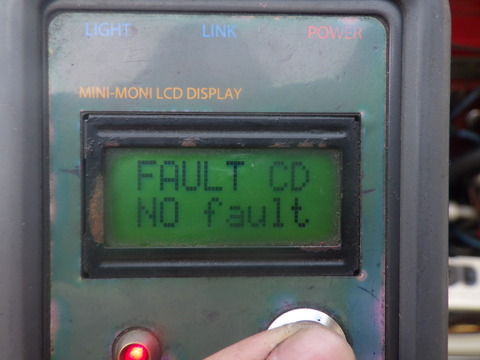 LIGHT LINK POWER
MINI-MONI LCD DISPLAY
FAULT CD
NO fault